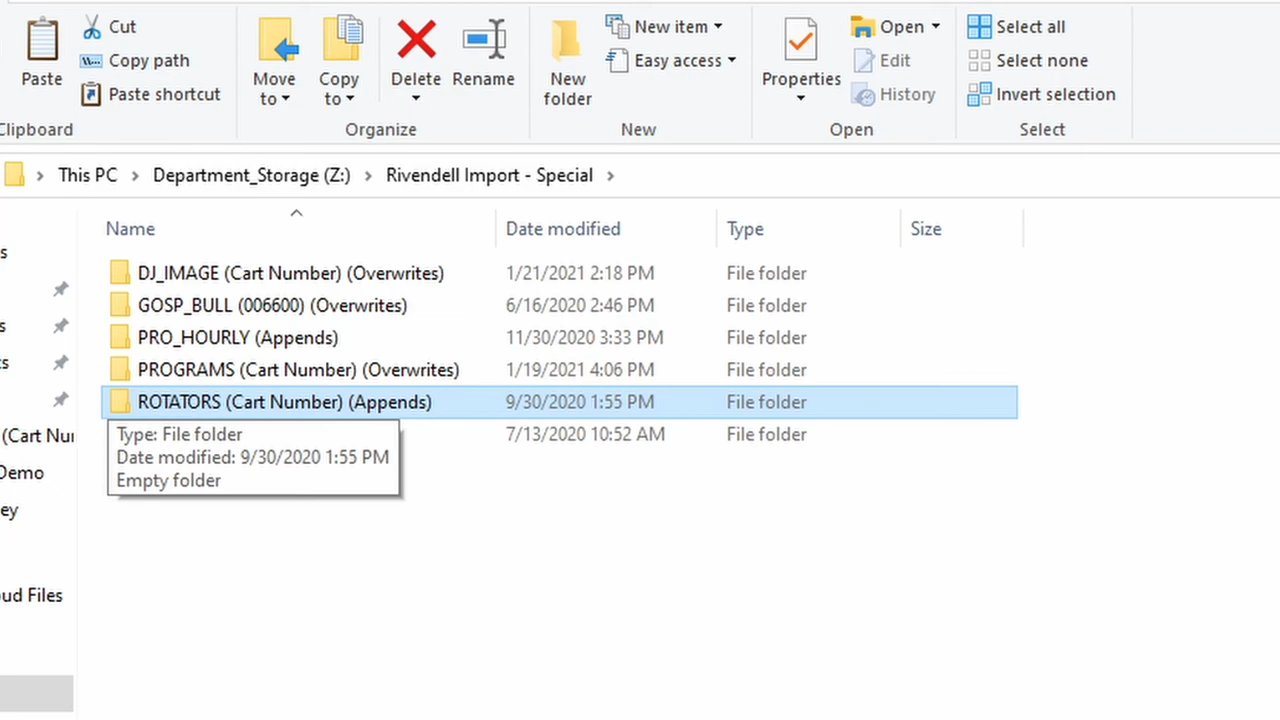 Cut
Copy path
Paste shortcut
Paste
Clipboard
Move to
Copy to
Delete
Rename
Organize
New folder
New item
Easy access
New
Properties
Open
Edit
History
Open
Select all
Select none
Invert selection
Select
This PC > Department_Storage (Z:) > Rivendell Import - Special >
Name Date modified Type Size
DJ_IMAGE (Cart Number) (Overwrites) 1/21/2021 2:18 PM File folder
GOSP_BULL (006600) (Overwrites) 6/16/2020 2:46 PM File folder
PRO_HOURLY (Appends) 11/30/2020 3:33 PM File folder
PROGRAMS (Cart Number) (Overwrites) 1/19/2021 4:06 PM File folder
ROTATORS (Cart Number) (Appends) 9/30/2020 1:55 PM File folder
7/13/2020 10:52 AM File folder
Type: File folder
Date modified: 9/30/2020 1:55 PM
Empty folder
s
s
ts
(Cart Nur
Demo
ey
oud Files